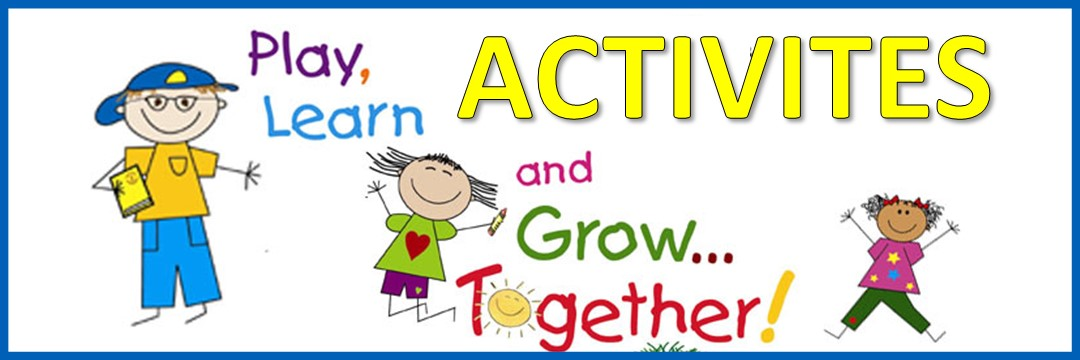 Play,
Learn
ACTIVITES
and
Grow...
Together!